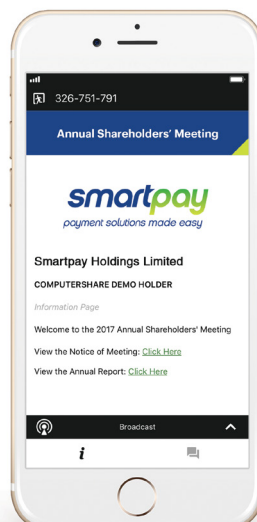 326-751-791
Annual Shareholders' Meeting
smartpay
payment solutions made easy
Smartpay Holdings Limited
COMPUTERSHARE DEMO HOLDER
Information Page
Welcome to the 2017 Annual Shareholders' Meeting
View the Notice of Meeting: Click Here
View the Annual Report: Click Here
Broadcast
i